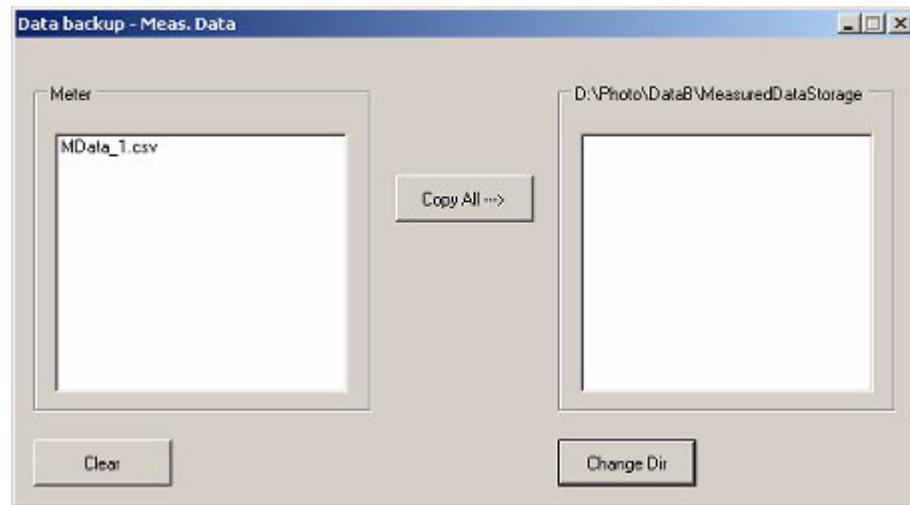 Data backup - Meas. Data
Meter
D:\Photo\DataB\MeasuredDataStorage
MData_1.csv
Copy All --->
Clear
Change Dir